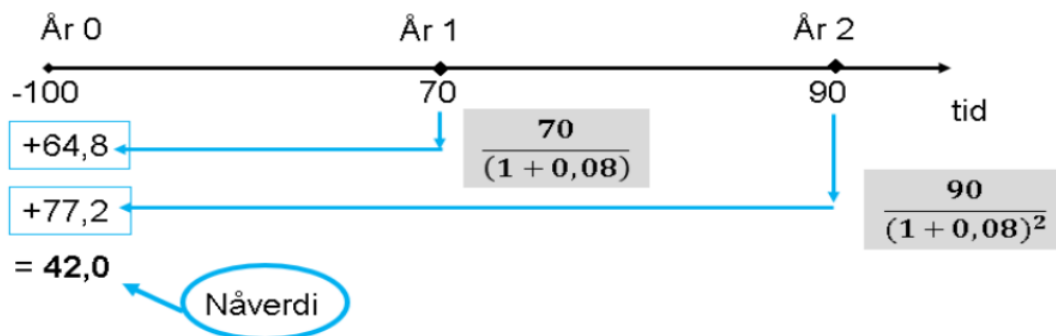 År 0 År 1 År 2
-100 70 90 tid
+64,8 70
(1 + 0,08)
+77,2 90
(1 + 0,08)²
= 42,0
Nåverdi